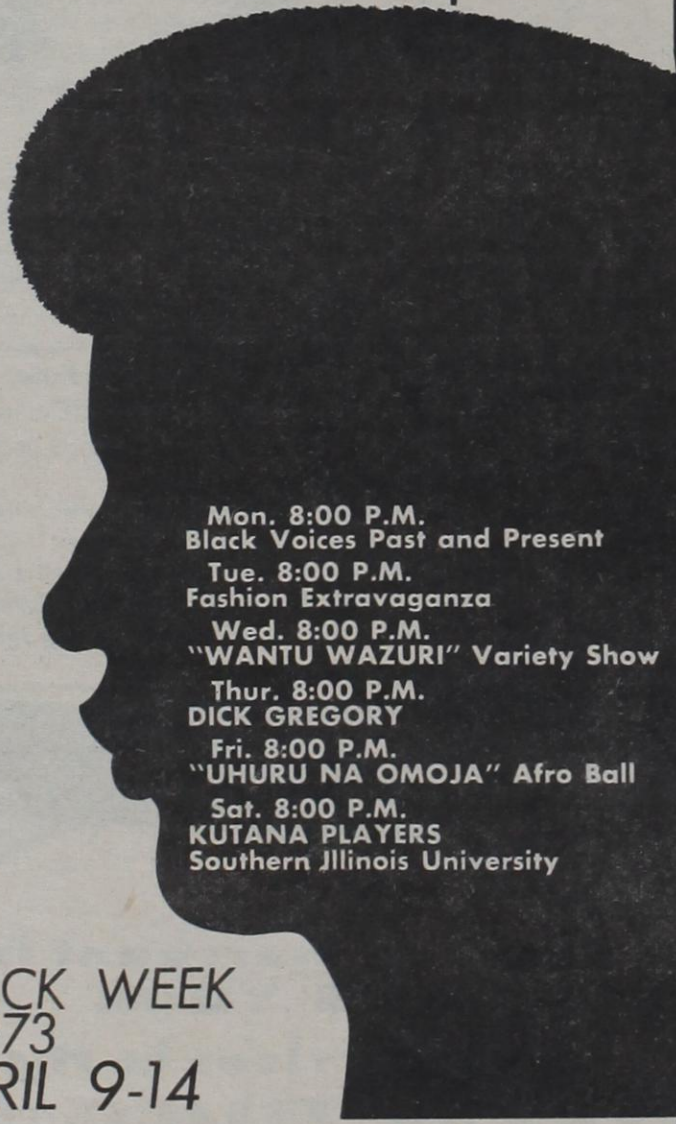 Mon. 8:00 P.M.
Black Voices Past and Present
Tue. 8:00 P.M.
Fashion Extravaganza
Wed. 8:00 P.M.
"WANTU WAZURI" Variety Show
Thur. 8:00 P.M.
DICK GREGORY
Fri. 8:00 P.M.
"UHURU NA OMOJA" Afro Ball
Sat. 8:00 P.M.
KUTANA PLAYERS
Southern Illinois University
CK WEEK
73
RIL 9-14